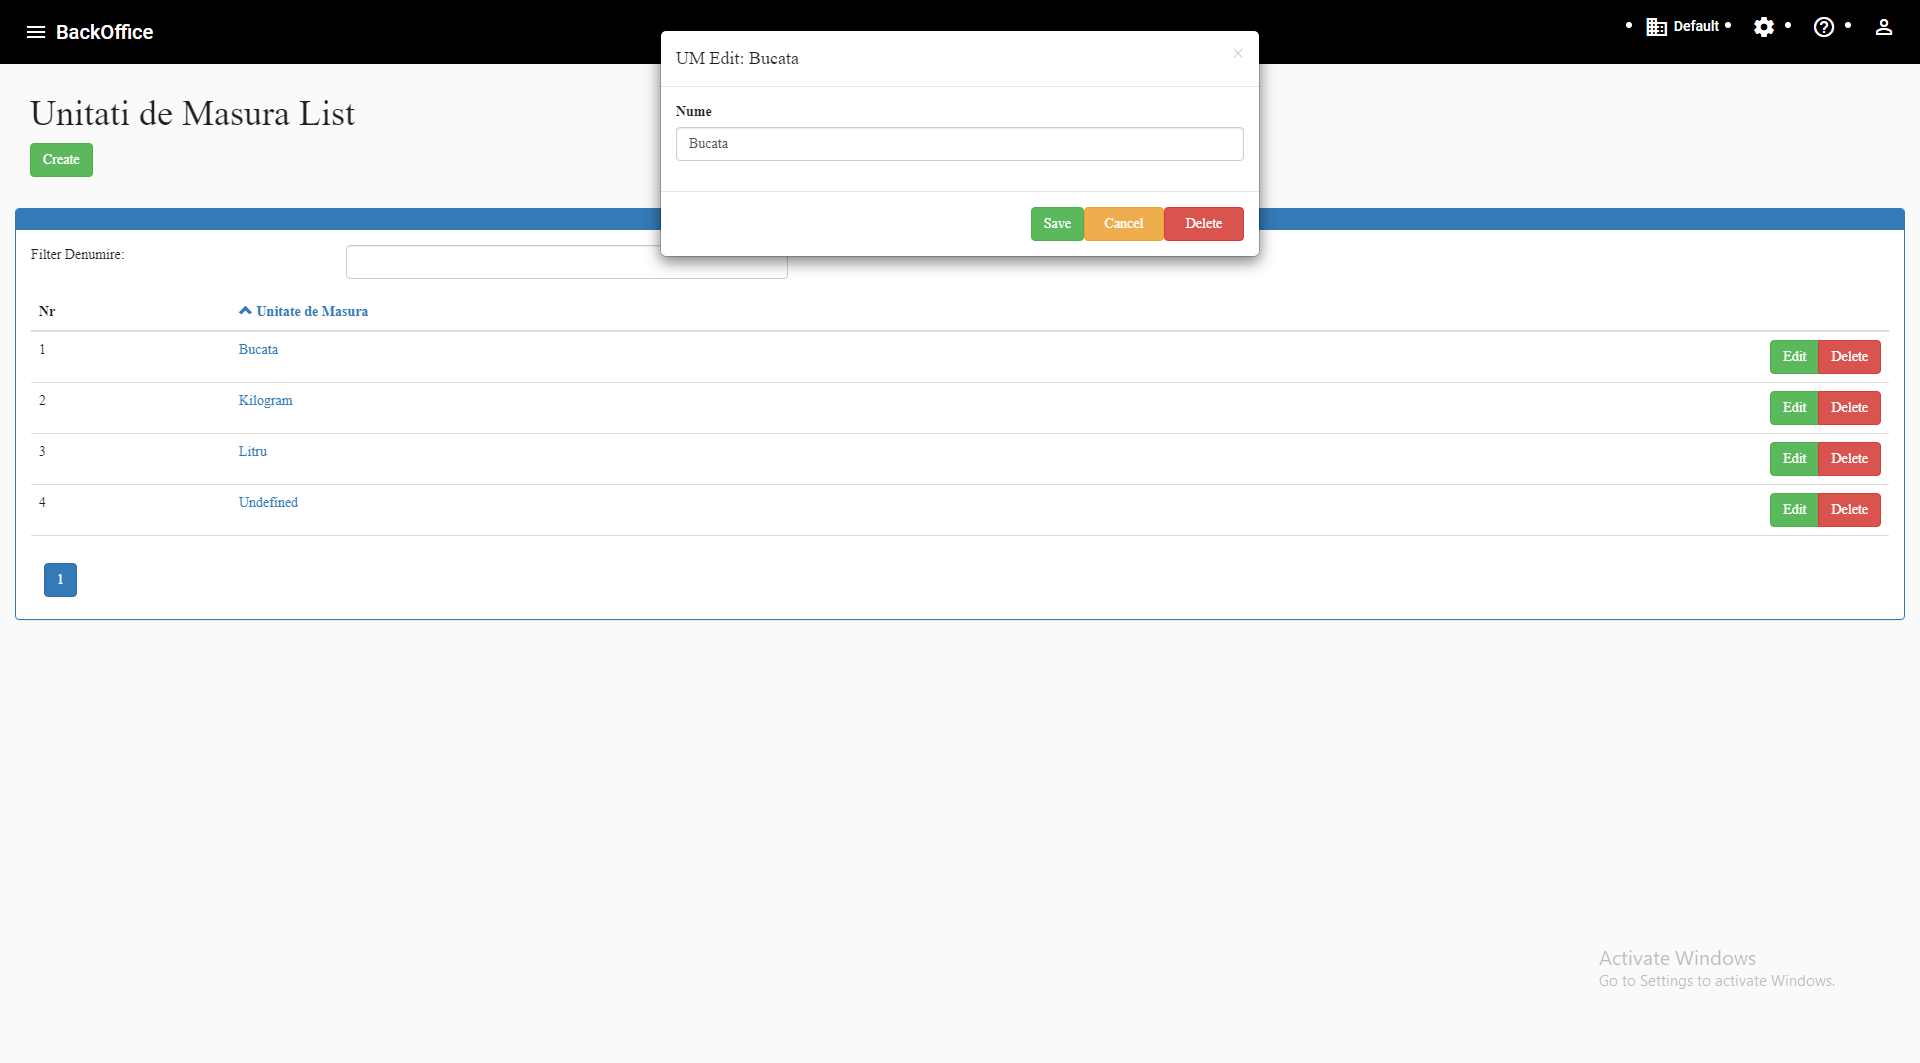 BackOffice
Default
UM Edit: Bucata
×
Nume
Bucata
Save Cancel Delete
Unitati de Masura List
Create
Filter Denumire:
Nr Unitate de Masura
1 Bucata Edit Delete
2 Kilogram Edit Delete
3 Litru Edit Delete
4 Undefined Edit Delete
1
Activate Windows
Go to Settings to activate Windows.